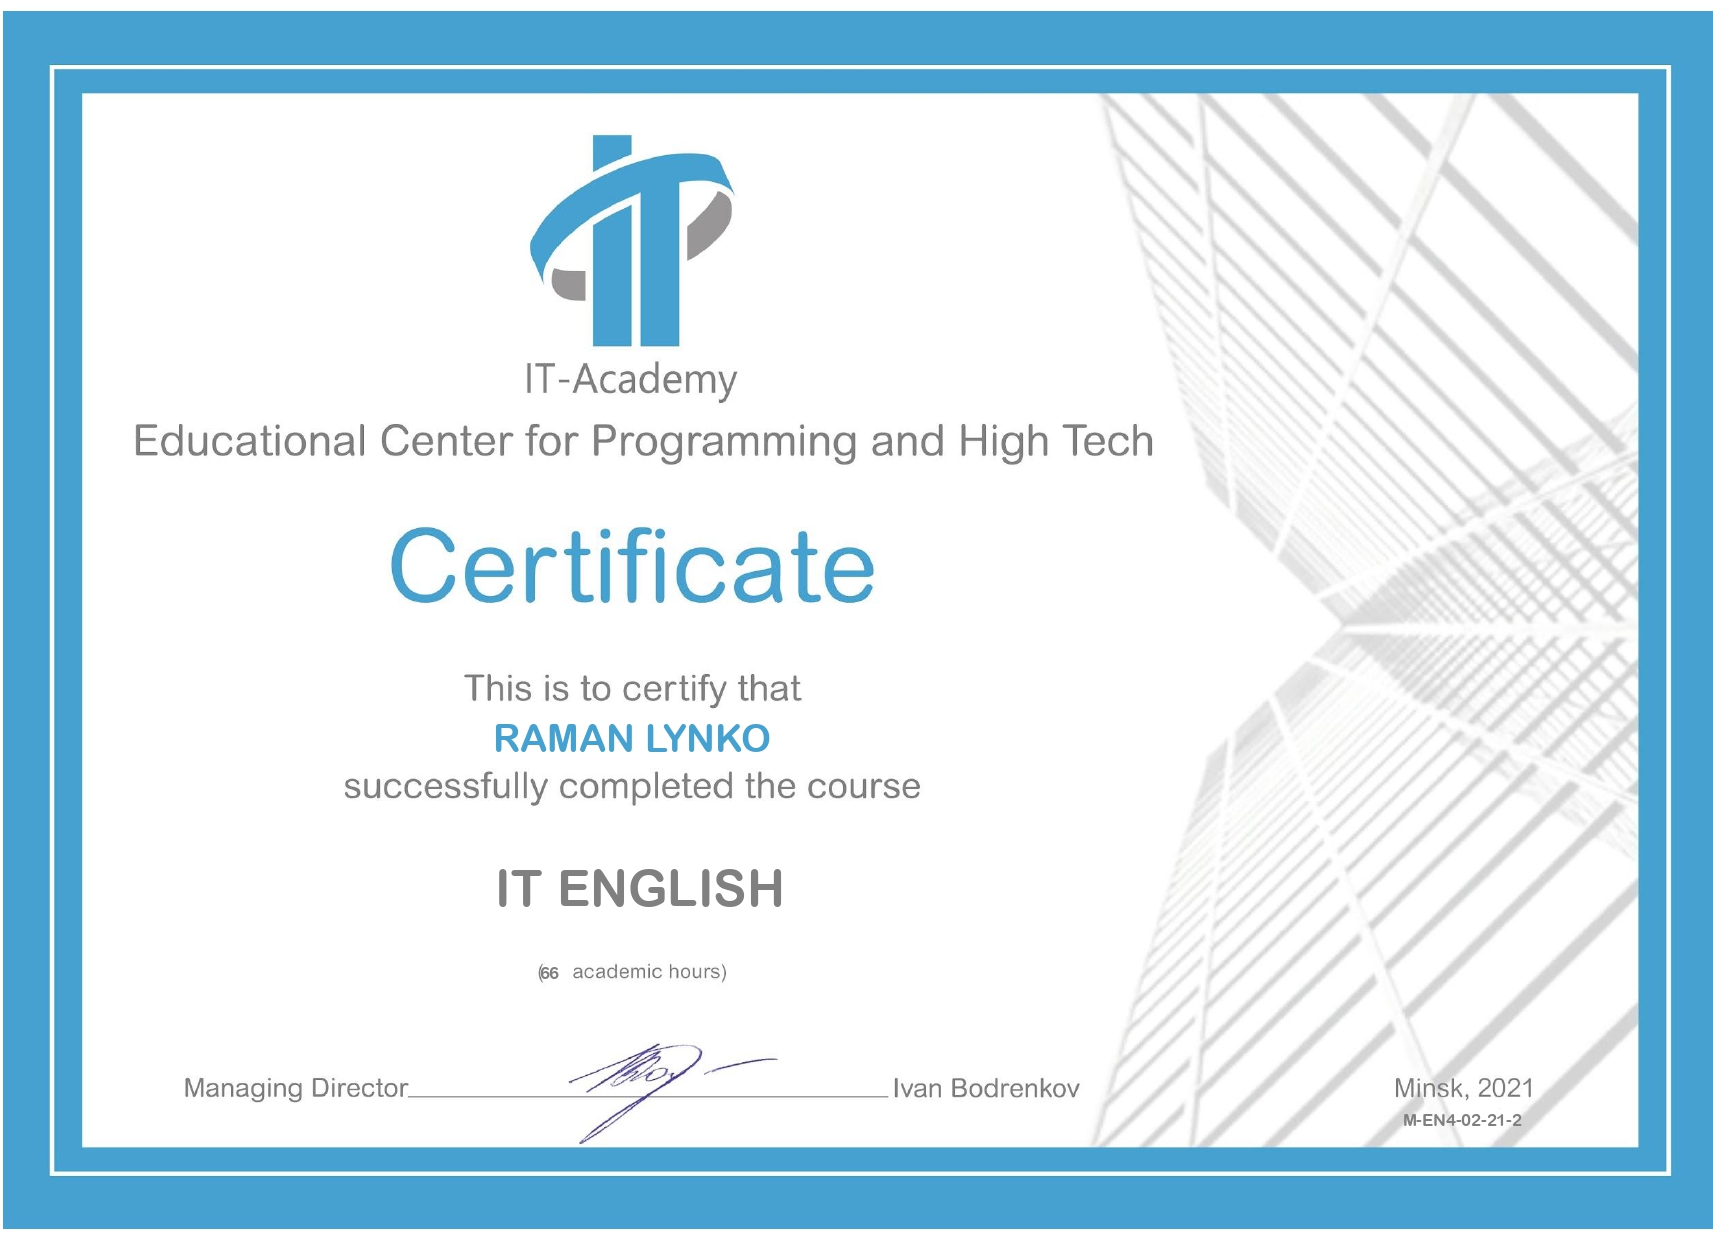 IT
IT-Academy
Educational Center for Programming and High Tech
Certificate
This is to certify that
RAMAN LYNKO
successfully completed the course
IT ENGLISH
(66 academic hours)
Managing Director Ivan Bodrenkov
Minsk, 2021
M-EN4-02-21-2